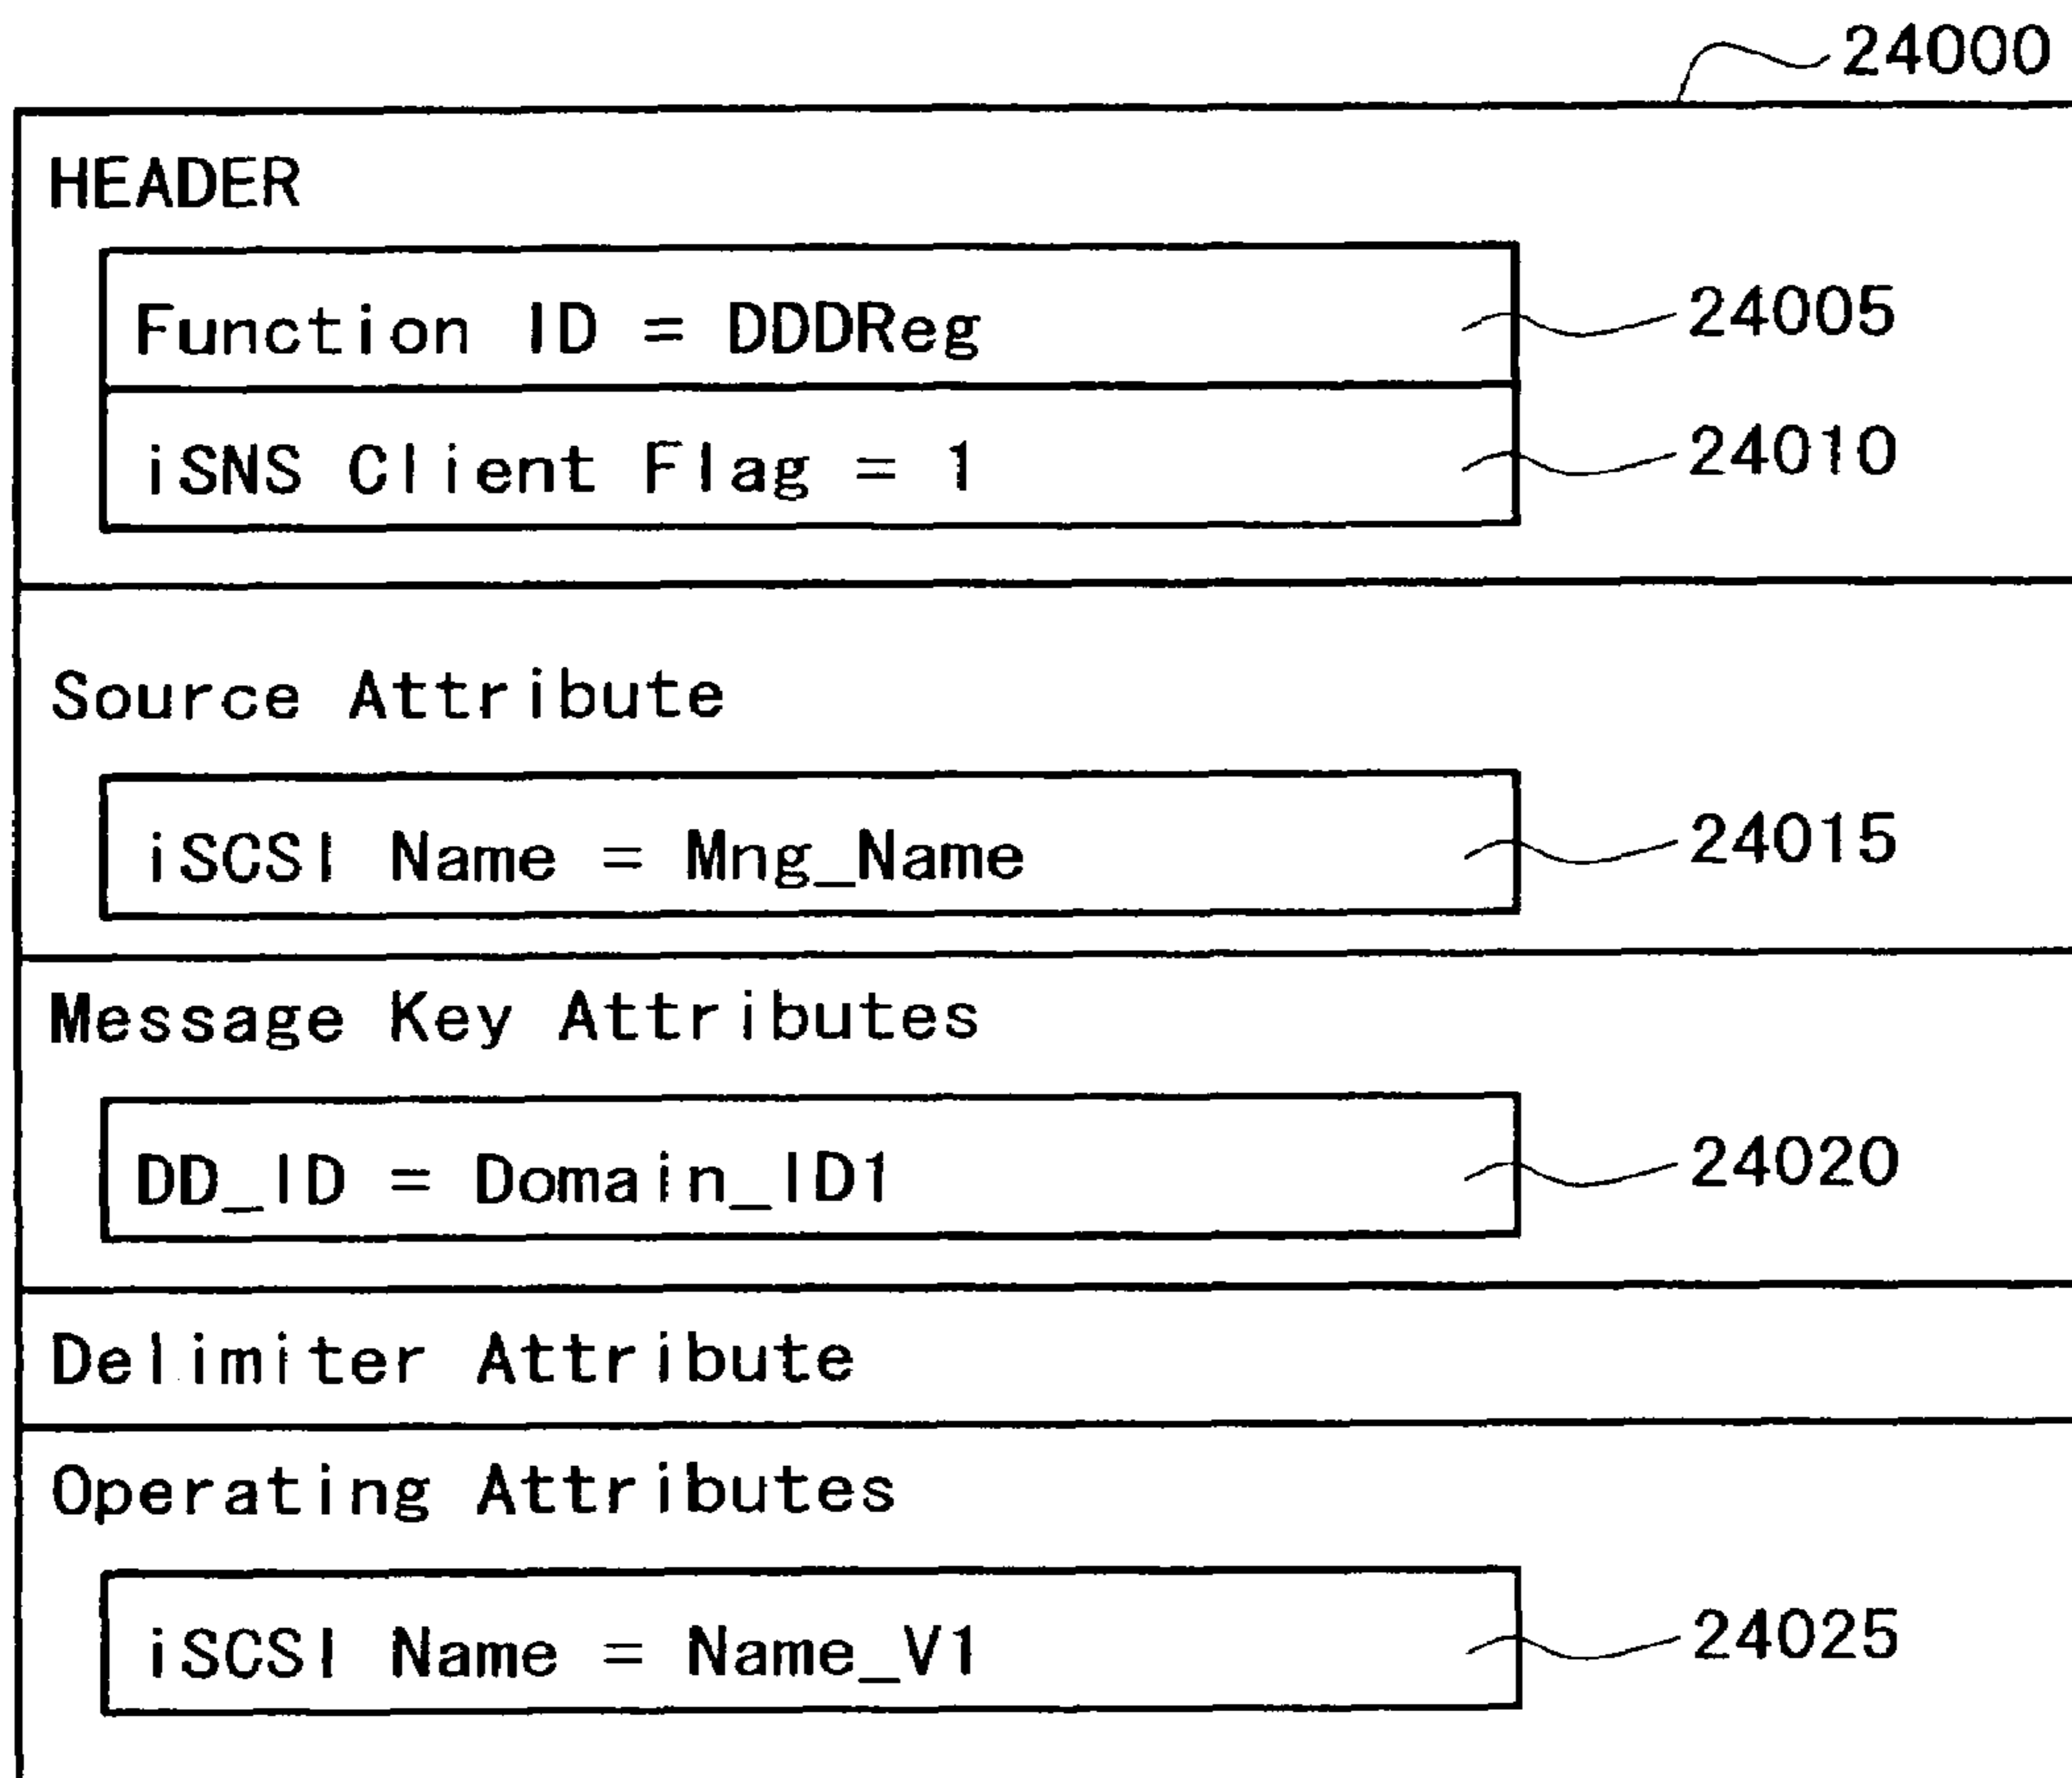 24000
HEADER
Function ID = DDDReg 24005
iSNS Client Flag = 1 24010
Source Attribute
iSCSI Name = Mng_Name 24015
Message Key Attributes
DD_ID = Domain_ID1 24020
Delimiter Attribute
Operating Attributes
iSCSI Name = Name_V1 24025